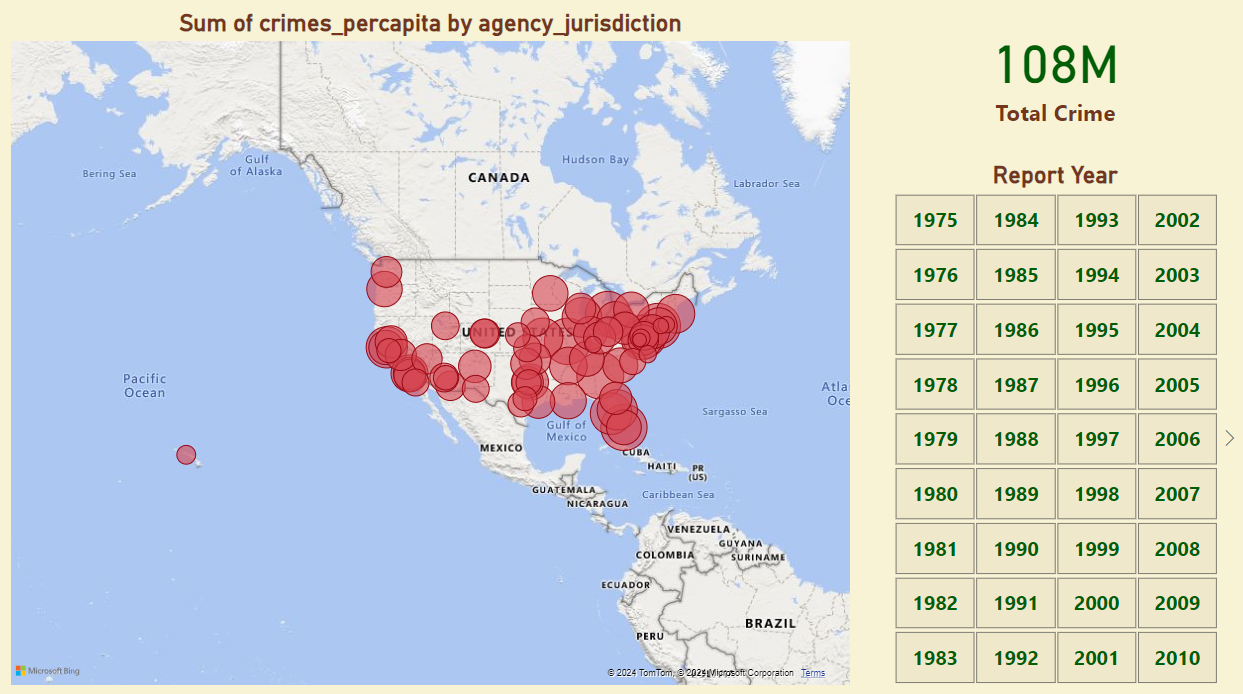 Sum of crimes_percapita by agency_jurisdiction
Bering Sea
Gulf
of Alaska
CANADA
Hudson Bay
Labrador Sea
UNITED STATES
Pacific
Ocean
Atla
Oce
Sargasso Sea
Gulf of
Mexico
MEXICO
CUBA
HAITI
PR
(US)
GUATEMALA
NICARAGUA
Caribbean Sea
VENEZUELA
GUYANA
COLOMBIA
SURINAME
ECUADOR
BRAZIL
PERU
Microsoft Bing
© 2024 TomTom, © 2024 Microsoft Corporation
Terms
108M
Total Crime
Report Year
1975 1984 1993 2002
1976 1985 1994 2003
1977 1986 1995 2004
1978 1987 1996 2005
1979 1988 1997 2006
1980 1989 1998 2007
1981 1990 1999 2008
1982 1991 2000 2009
1983 1992 2001 2010